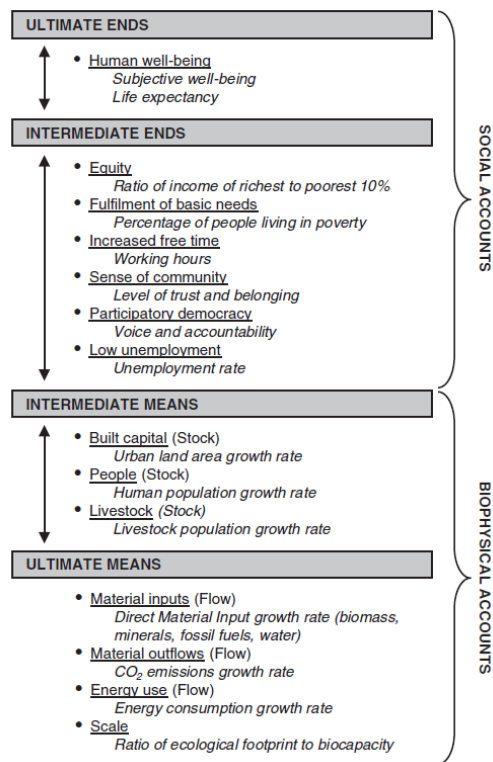 ULTIMATE ENDS
• Human well-being
Subjective well-being
Life expectancy
INTERMEDIATE ENDS
• Equity
Ratio of income of richest to poorest 10%
• Fulfilment of basic needs
Percentage of people living in poverty
• Increased free time
Working hours
• Sense of community
Level of trust and belonging
• Participatory democracy
Voice and accountability
• Low unemployment
Unemployment rate
SOCIAL ACCOUNTS
INTERMEDIATE MEANS
• Built capital (Stock)
Urban land area growth rate
• People (Stock)
Human population growth rate
• Livestock (Stock)
Livestock population growth rate
ULTIMATE MEANS
• Material inputs (Flow)
Direct Material Input growth rate (biomass,
minerals, fossil fuels, water)
• Material outflows (Flow)
CO₂ emissions growth rate
• Energy use (Flow)
Energy consumption growth rate
• Scale
Ratio of ecological footprint to biocapacity
BIOPHYSICAL ACCOUNTS